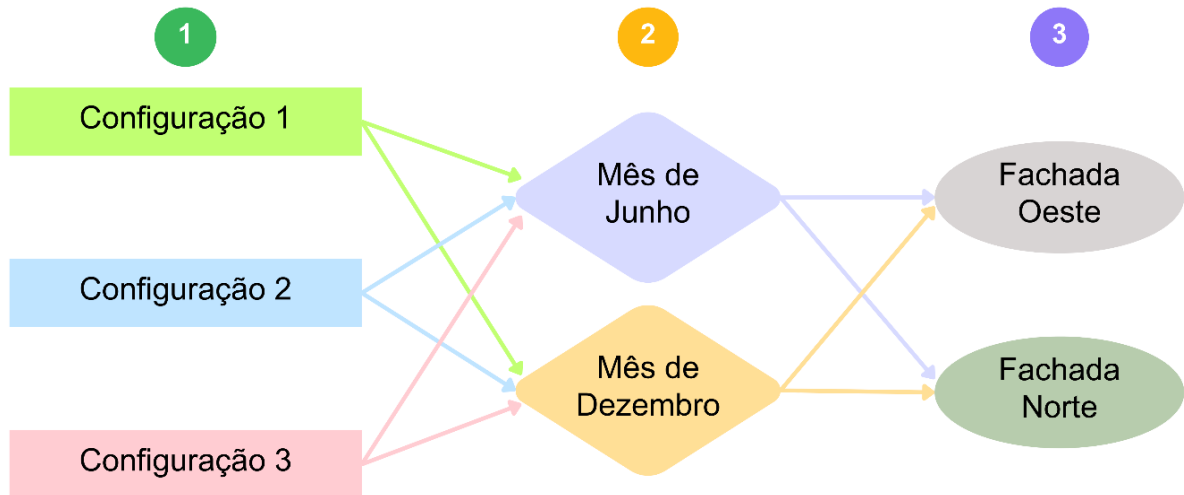 1
2
3
Configuração 1
Configuração 2
Configuração 3
Mês de
Junho
Mês de
Dezembro
Fachada
Oeste
Fachada
Norte